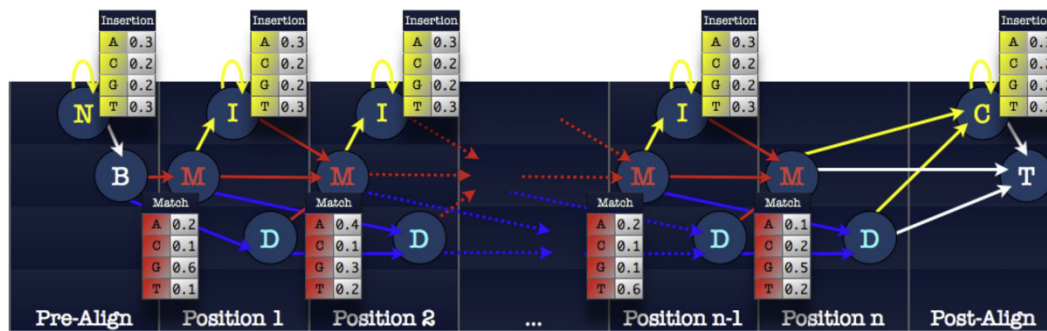 Insertion Insertion Insertion Insertion Insertion
A 0.3 A 0.3 A 0.3 A 0.3 A
C 0.2 C 0.2 C 0.2 C 0.2 C
G 0.2 G 0.2 G 0.2 G 0.2 G
T 0.3 T 0.3 T 0.3 T 0.3 T
N I I I C
B M M M M T
D D D D
Match Match Match Match
A 0.2 A 0.4 A 0.2 A 0.1
C 0.1 C 0.1 C 0.1 C 0.2
G 0.6 G 0.3 G 0.1 G 0.5
T 0.1 T 0.2 T 0.6 T 0.2
Pre-Align Position 1 Position 2 ... Position n-1 Position n Post-Align